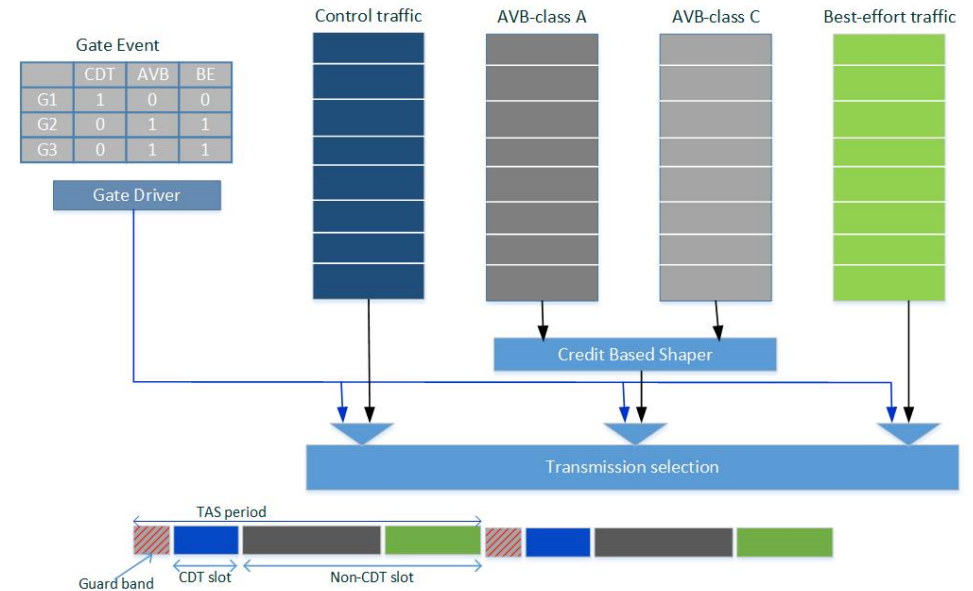 Control traffic
AVB-class A
AVB-class C
Best-effort traffic
Gate Event
CDT AVB BE
G1 1 0 0
G2 0 1 1
G3 0 1 1
Gate Driver
Credit Based Shaper
Transmission selection
TAS period
Guard band
CDT slot
Non-CDT slot